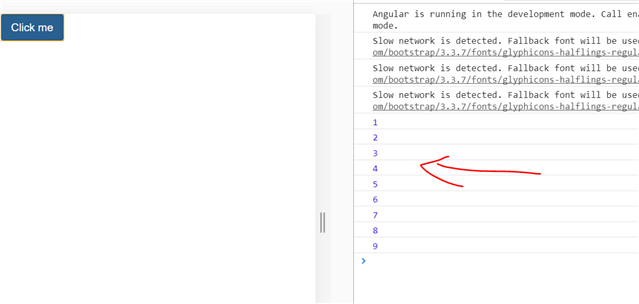 Click me
Angular is running in the development mode. Call en
mode.
Slow network is detected. Fallback font will be use
om/bootstrap/3.3.7/fonts/glyphicons-halflings-regul
Slow network is detected. Fallback font will be use
om/bootstrap/3.3.7/fonts/glyphicons-halflings-regul
Slow network is detected. Fallback font will be use
om/bootstrap/3.3.7/fonts/glyphicons-halflings-regul
1
2
3
4
5
6
7
8
9